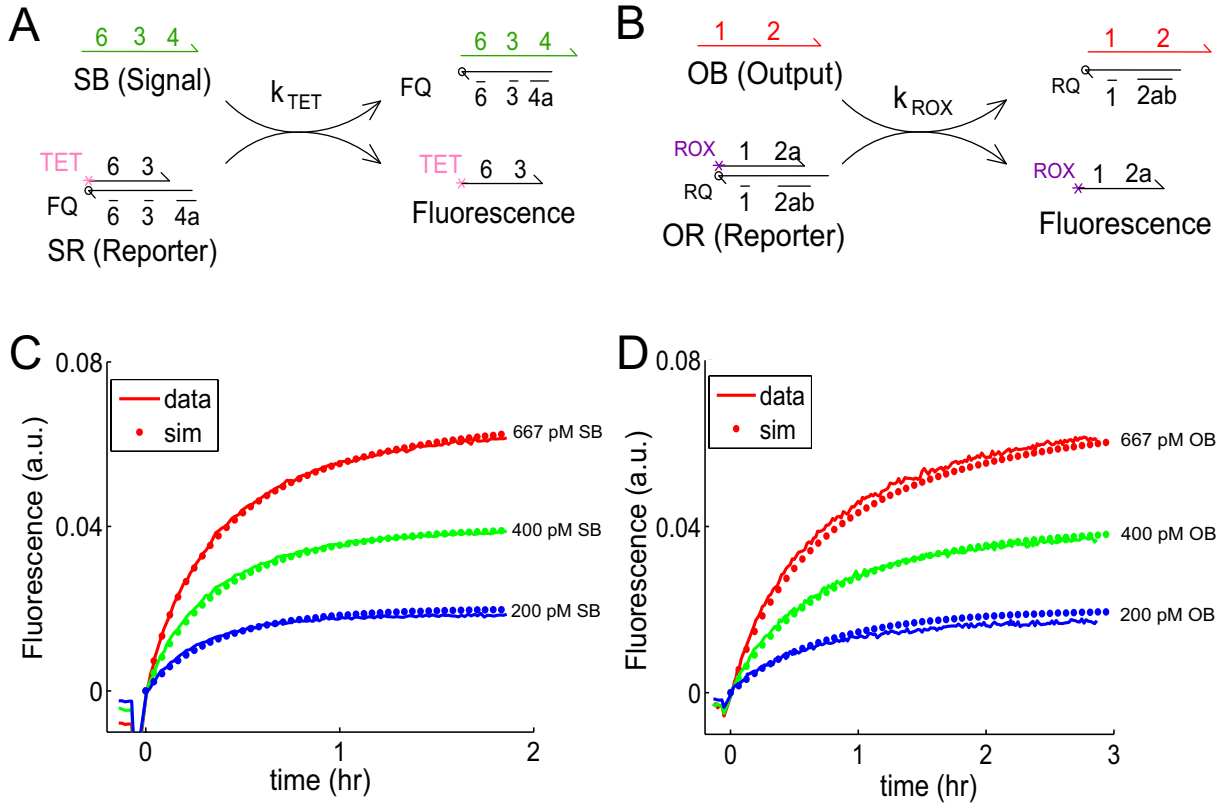 A
6 3 4
SB (Signal)
k TET
FQ
6 3 4
6̅ 3̅ 4̅a̅
TET
6 3
FQ
6̅ 3̅ 4̅a̅
SR (Reporter)
TET
6 3
Fluorescence
B
1 2
OB (Output)
k ROX
RQ
1 2
1̅ 2̅a̅b̅
ROX
1 2a
RQ
1̅ 2̅a̅b̅
OR (Reporter)
ROX
1 2a
Fluorescence
C
Fluorescence (a.u.)
0.08
0.04
0
data
sim
667 pM SB
400 pM SB
200 pM SB
0 1 2
time (hr)
D
Fluorescence (a.u.)
0.08
0.04
0
data
sim
667 pM OB
400 pM OB
200 pM OB
0 1 2 3
time (hr)